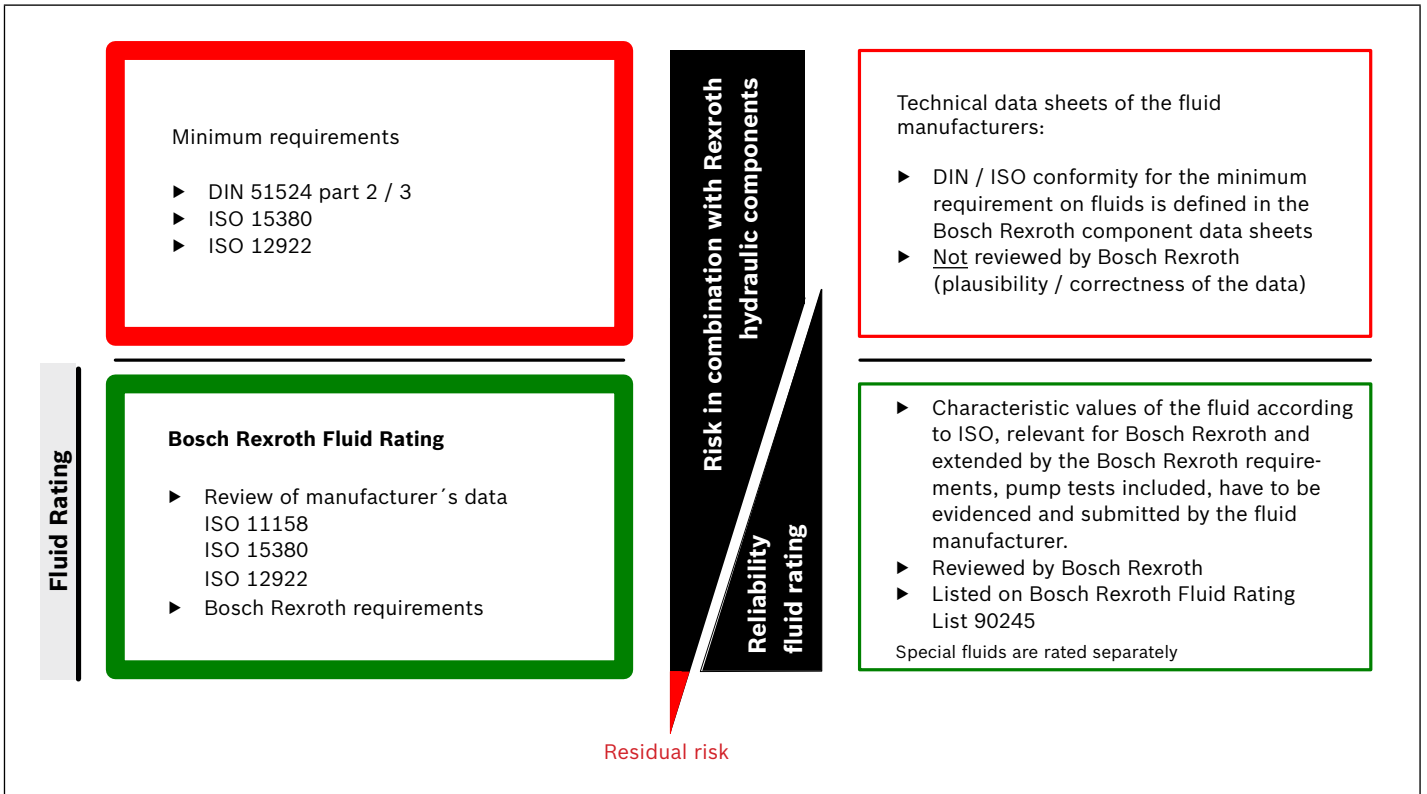 Minimum requirements
▶ DIN 51524 part 2 / 3
▶ ISO 15380
▶ ISO 12922
Risk in combination with Rexroth
hydraulic components
Technical data sheets of the fluid
manufacturers:
▶ DIN / ISO conformity for the minimum
requirement on fluids is defined in the
Bosch Rexroth component data sheets
▶ Not reviewed by Bosch Rexroth
(plausibility / correctness of the data)
Fluid Rating
Bosch Rexroth Fluid Rating
▶ Review of manufacturer´s data
ISO 11158
ISO 15380
ISO 12922
▶ Bosch Rexroth requirements
Reliability
fluid rating
▶ Characteristic values of the fluid according
to ISO, relevant for Bosch Rexroth and
extended by the Bosch Rexroth require-
ments, pump tests included, have to be
evidenced and submitted by the fluid
manufacturer.
▶ Reviewed by Bosch Rexroth
▶ Listed on Bosch Rexroth Fluid Rating
List 90245
Special fluids are rated separately
Residual risk